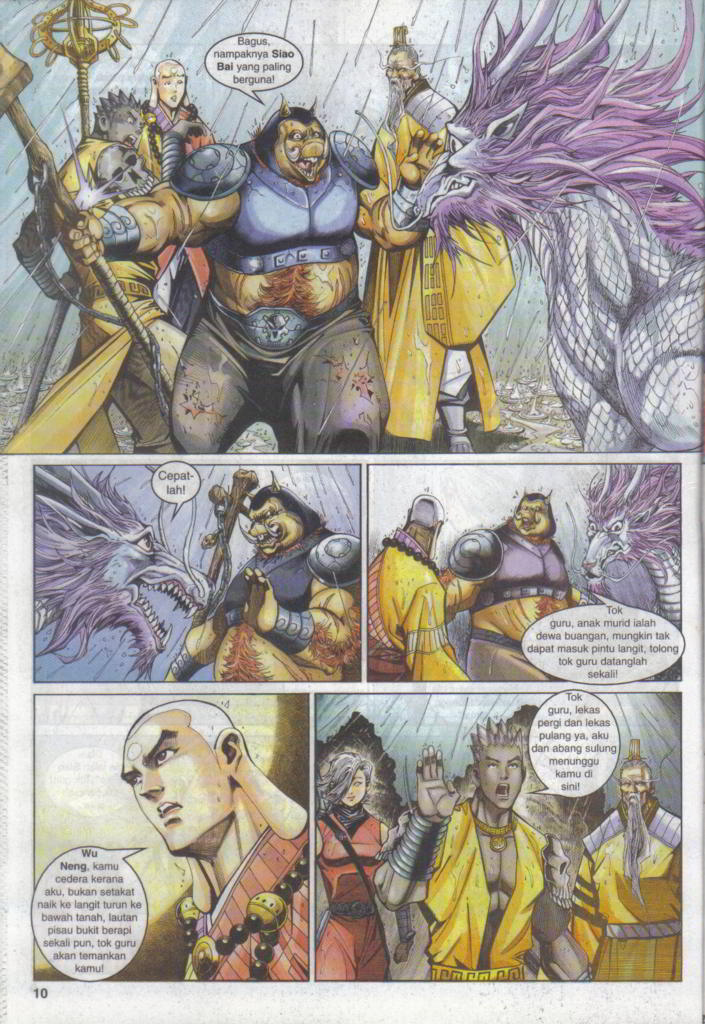 Bagus,
nampaknya Siao
Bai yang paling
berguna!
Cepat-
lah!
Tok
guru, anak murid ialah
dewa buangan, mungkin tak
dapat masuk pintu langit, tolong
tok guru datanglah
sekali!
Wu
Neng, kamu
cedera kerana
aku, bukan setakat
naik ke langit turun ke
bawah tanah, lautan
pisau bukit berapi
sekali pun, tok guru
akan temankan
kamu!
Tok
guru, lekas
pergi dan lekas
pulang ya, aku
dan abang sulung
menunggu
kamu di
sini!
10